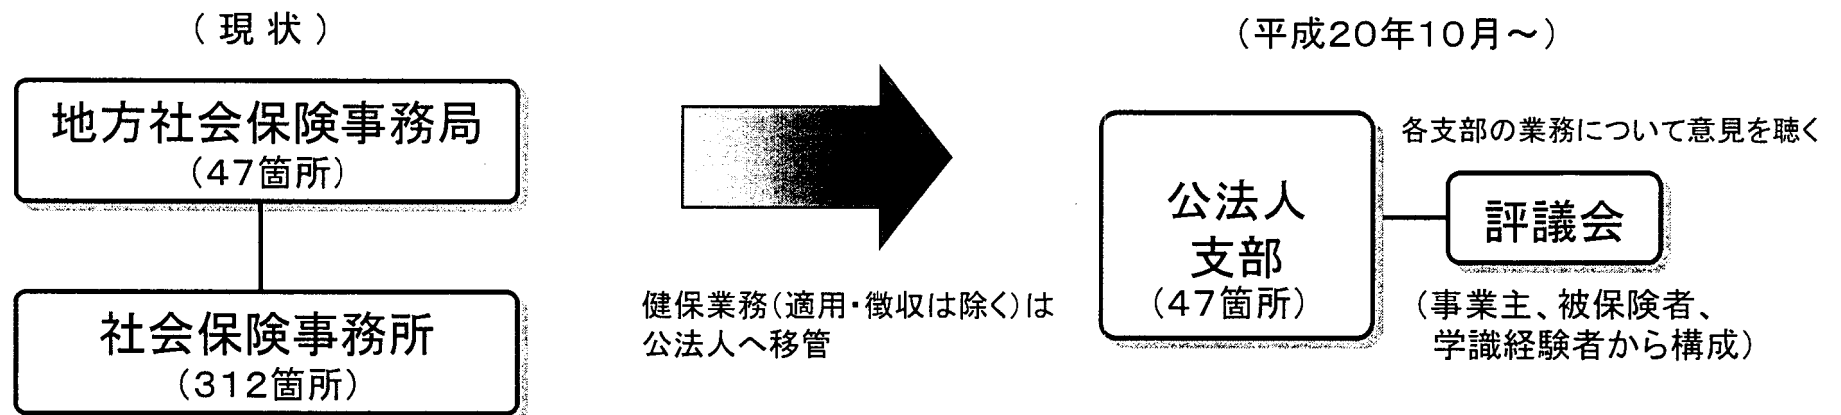 （ 現 状 ）
地方社会保険事務局
（47箇所）
社会保険事務所
（312箇所）
健保業務（適用・徴収は除く）は
公法人へ移管
（平成20年10月～）
公法人
支部
（47箇所）
各支部の業務について意見を聴く
評議会
（事業主、被保険者、
学識経験者から構成）